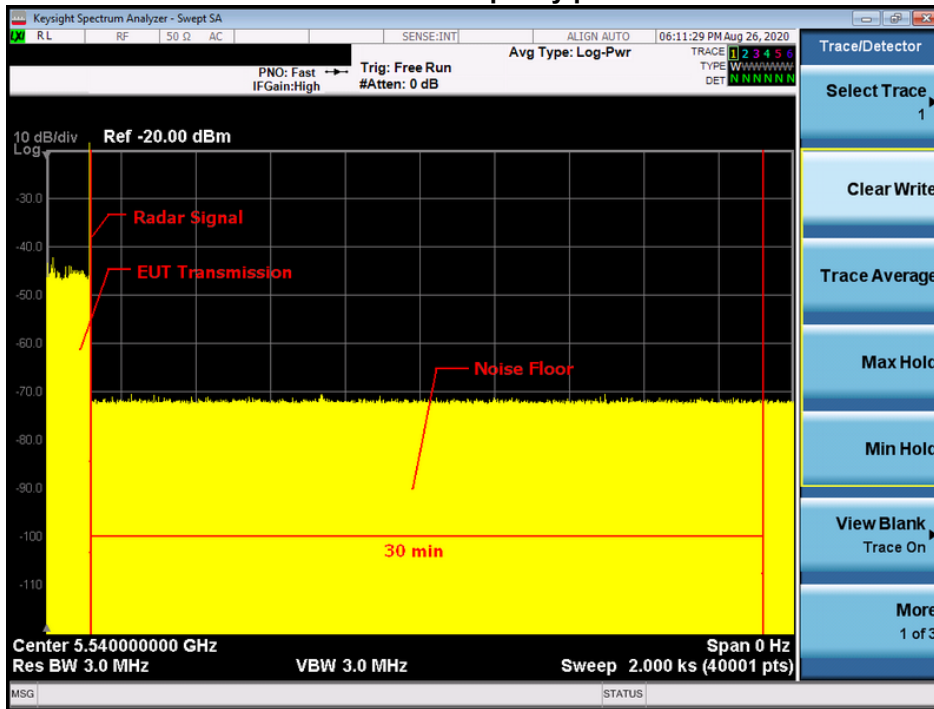 Keysight Spectrum Analyzer - Swept SA
LXI RL RF 50 Ω AC SENSE:INT ALIGN AUTO 06:11:29 PM Aug 26, 2020
PNO: Fast
IFGain:High
Trig: Free Run
#Atten: 0 dB
Avg Type: Log-Pwr
TRACE 1 2 3 4 5 6
TYPE WWWWWW
DET N N N N N N
10 dB/div Ref -20.00 dBm
Log
-30.0
-40.0
-50.0
-60.0
-70.0
-80.0
-90.0
-100
-110
Radar Signal
EUT Transmission
Noise Floor
30 min
Center 5.540000000 GHz Span 0 Hz
Res BW 3.0 MHz VBW 3.0 MHz Sweep 2.000 ks (40001 pts)
MSG STATUS
Trace/Detector
Select Trace
1
Clear Write
Trace Average
Max Hold
Min Hold
View Blank
Trace On
More
1 of 3